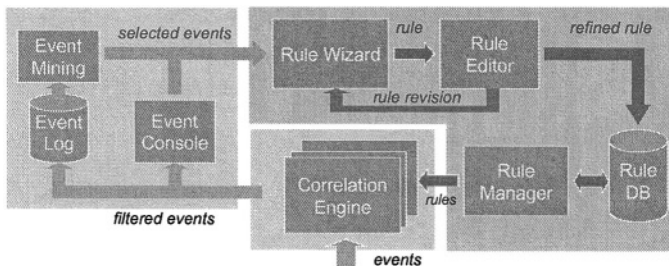 Event
Mining
selected events
Rule Wizard
rule
Rule
Editor
refined rule
rule revision
Event
Log
Event
Console
Correlation
Engine
rules
Rule
Manager
Rule
DB
filtered events
events